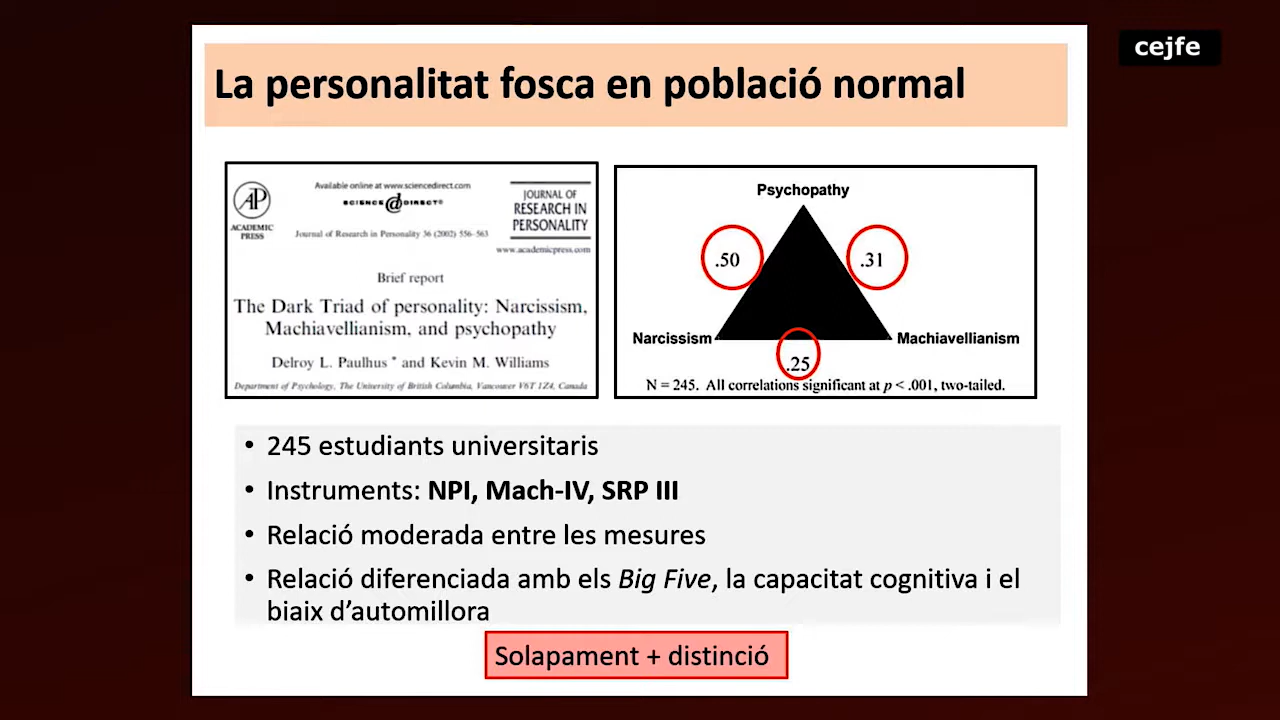 cejfe
La personalitat fosca en població normal
Available online at www.sciencedirect.com
SCIENCE DIRECT®
ACADEMIC
PRESS
Journal of Research in Personality 36 (2002) 556–563
JOURNAL OF
RESEARCH IN
PERSONALITY
www.academicpress.com
Brief report
The Dark Triad of personality: Narcissism,
Machiavellianism, and psychopathy
Delroy L. Paulhus * and Kevin M. Williams
Department of Psychology, The University of British Columbia, Vancouver V6T 1Z4, Canada
Psychopathy
.50
.31
Narcissism
Machiavellianism
.25
N = 245. All correlations significant at p < .001, two-tailed.
• 245 estudiants universitaris
• Instruments: NPI, Mach-IV, SRP III
• Relació moderada entre les mesures
• Relació diferenciada amb els Big Five, la capacitat cognitiva i el
biaix d’automillora
Solapament + distinció